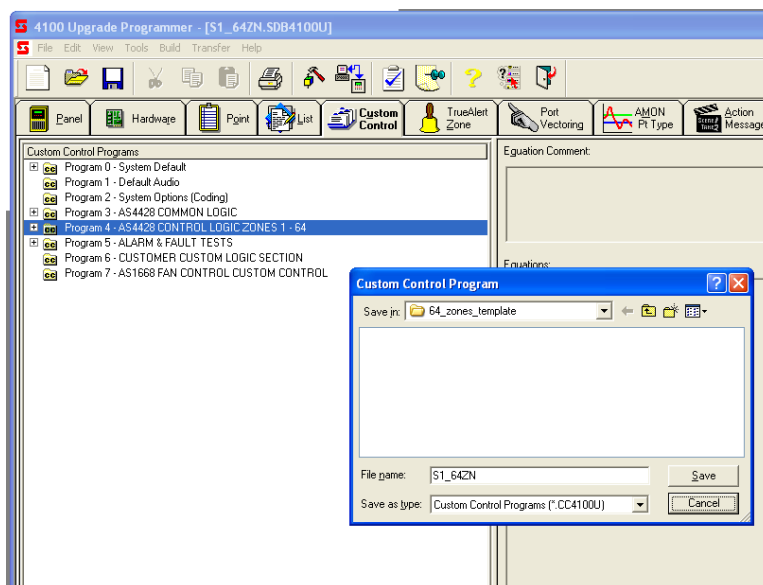 4100 Upgrade Programmer - [S1_64ZN.SDB4100U]
File Edit View Tools Build Transfer Help
Panel Hardware Point List Custom Control TrueAlert Zone Port Vectoring AMON Pt Type Action Message
Custom Control Programs
Program 0 - System Default
Program 1 - Default Audio
Program 2 - System Options (Coding)
Program 3 - AS4428 COMMON LOGIC
Program 4 - AS4428 CONTROL LOGIC ZONES 1 - 64
Program 5 - ALARM & FAULT TESTS
Program 6 - CUSTOMER CUSTOM LOGIC SECTION
Program 7 - AS1668 FAN CONTROL CUSTOM CONTROL
Equation Comment:
Equations:
Custom Control Program
Save in: 64_zones_template
File name: S1_64ZN Save
Save as type: Custom Control Programs (*.CC4100U) Cancel